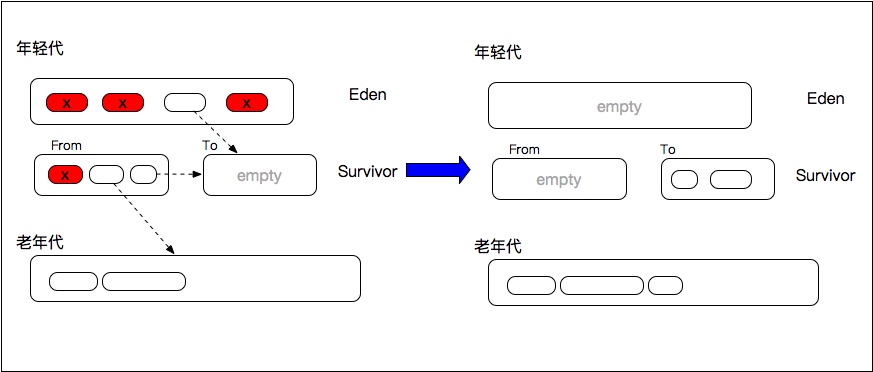 年轻代
x x x
Eden
From To
x
empty
Survivor
老年代
年轻代
empty
Eden
From To
empty
Survivor
老年代